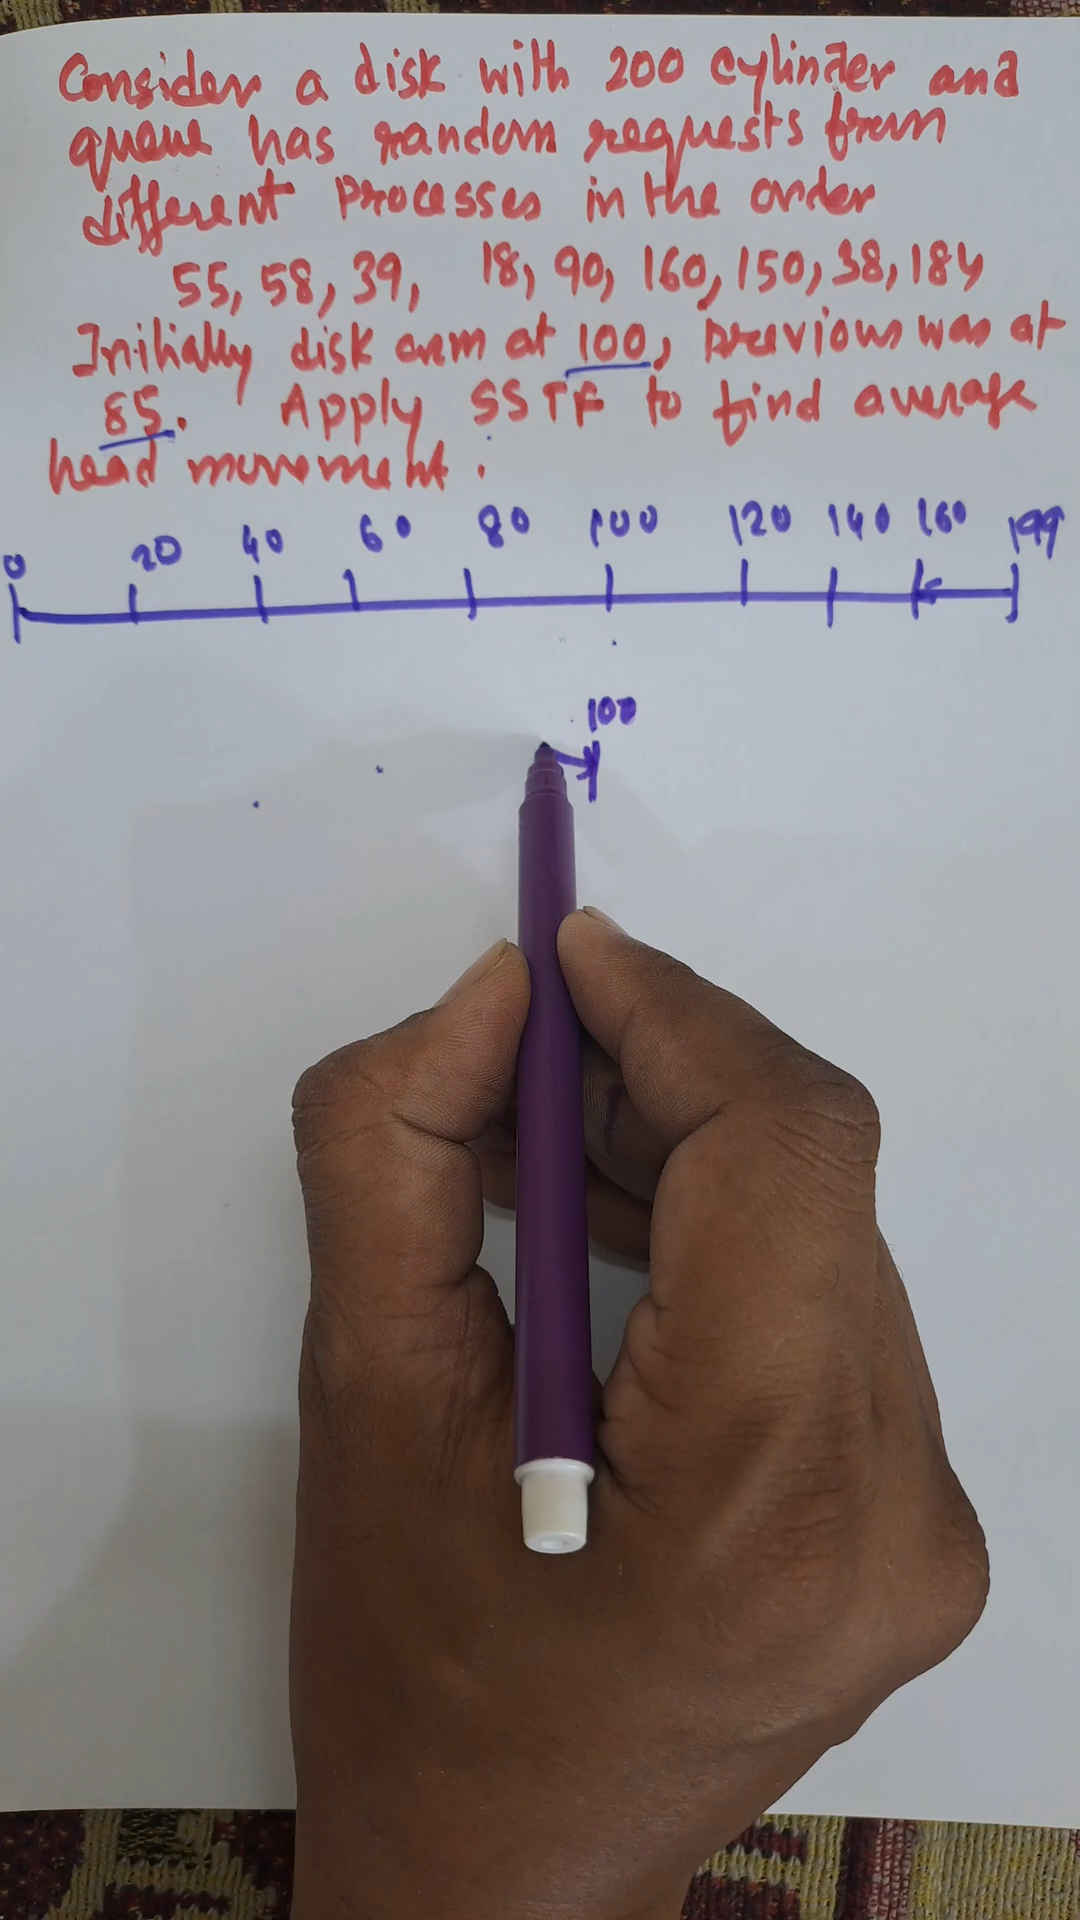 Consider a disk with 200 cylinder and
queue has random requests from
different Processes in the order
55, 58, 39, 18, 90, 160, 150, 38, 184
Initially disk arm at 100, previous was at
85. Apply SSTF to find average
head movement.
0 20 40 60 80 100 120 140 160 199
100